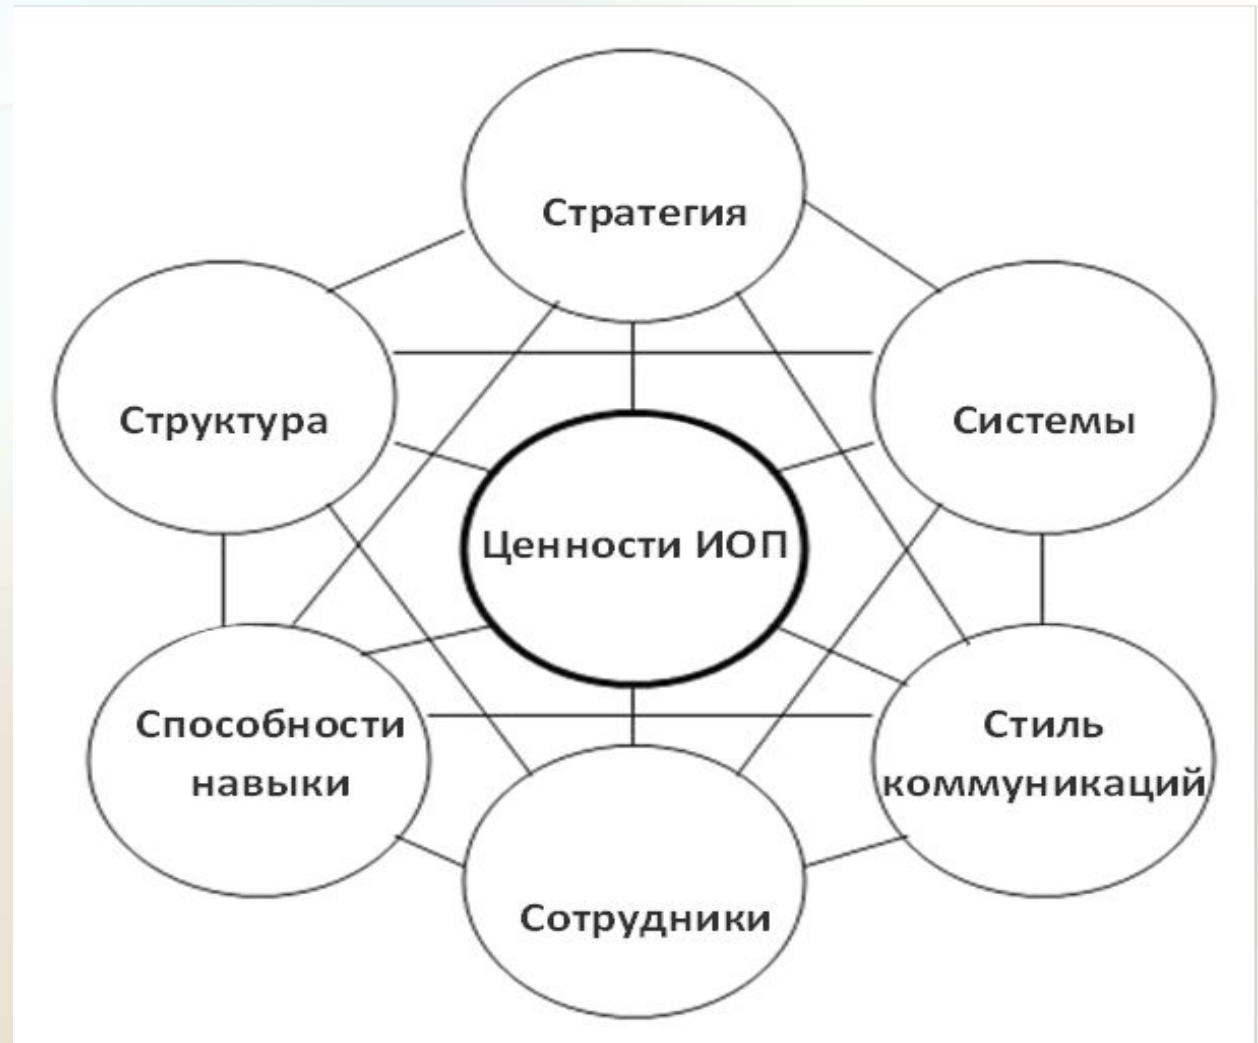 Стратегия
Структура
Системы
Ценности ИОП
Способности
навыки
Стиль
коммуникаций
Сотрудники